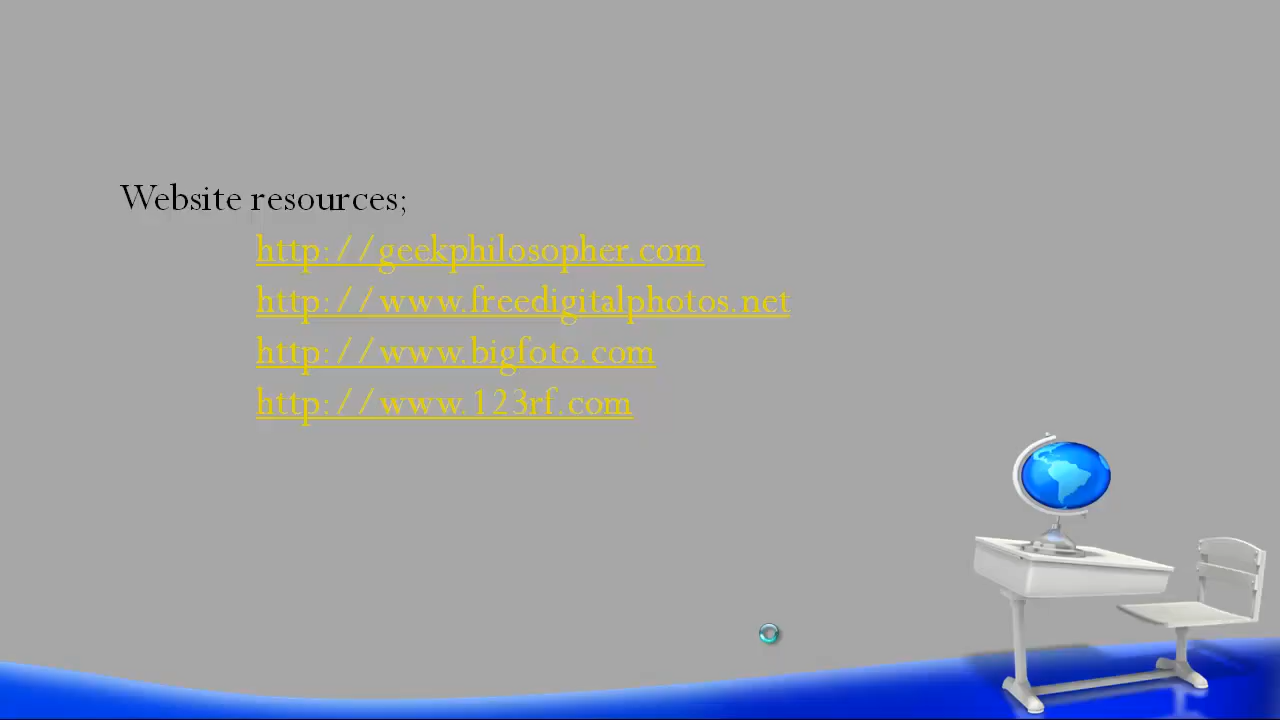 Website resources;
http://geekphilosopher.com
http://www.freedigitalphotos.net
http://www.bigfoto.com
http://www.123rf.com